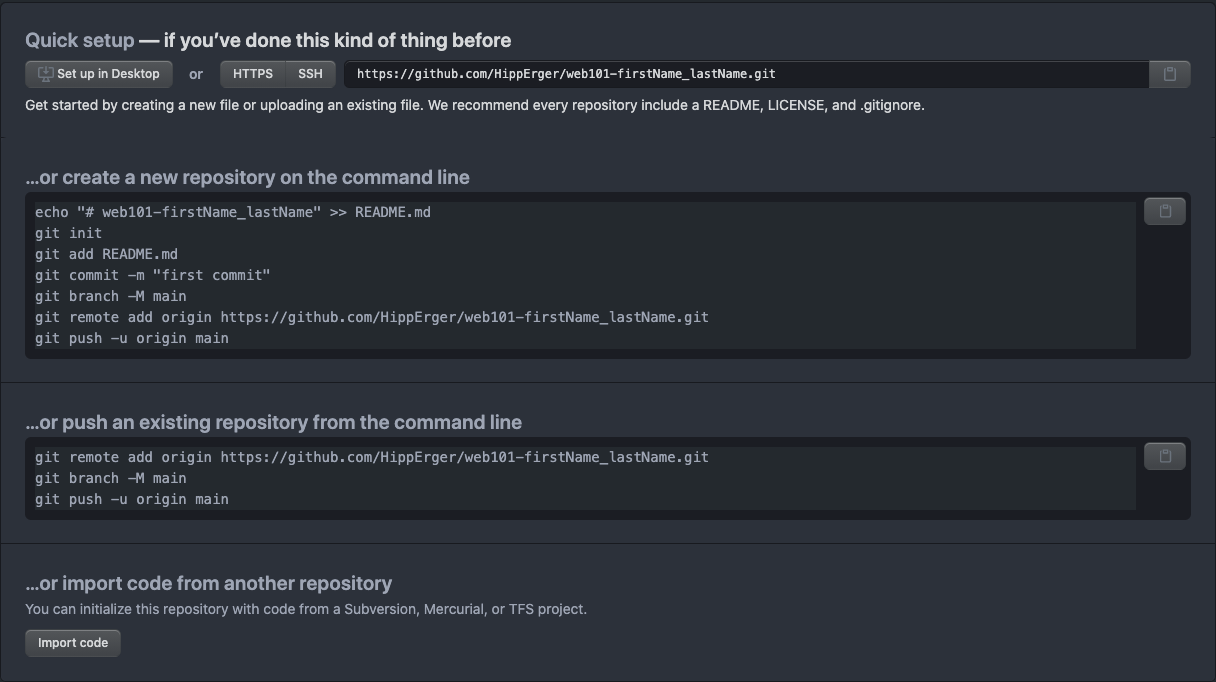 Quick setup — if you’ve done this kind of thing before
Set up in Desktop or HTTPS SSH https://github.com/HippErger/web101-firstName_lastName.git
Get started by creating a new file or uploading an existing file. We recommend every repository include a README, LICENSE, and .gitignore.
…or create a new repository on the command line
echo "# web101-firstName_lastName" >> README.md
git init
git add README.md
git commit -m "first commit"
git branch -M main
git remote add origin https://github.com/HippErger/web101-firstName_lastName.git
git push -u origin main
…or push an existing repository from the command line
git remote add origin https://github.com/HippErger/web101-firstName_lastName.git
git branch -M main
git push -u origin main
…or import code from another repository
You can initialize this repository with code from a Subversion, Mercurial, or TFS project.
Import code